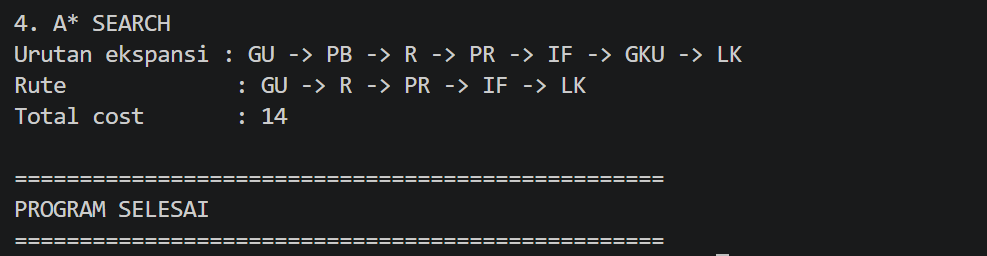 4. A* SEARCH
Urutan ekspansi : GU -> PB -> R -> PR -> IF -> GKU -> LK
Rute             : GU -> R -> PR -> IF -> LK
Total cost       : 14
==================================================
PROGRAM SELESAI
==================================================